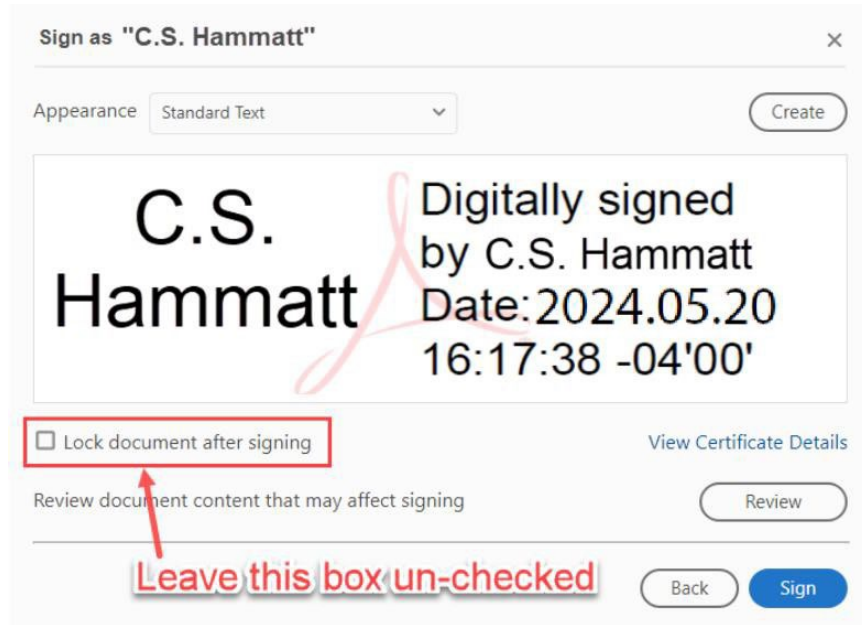 Sign as "C.S. Hammatt"
Appearance Standard Text Create
C.S.
Hammatt
Digitally signed
by C.S. Hammatt
Date: 2024.05.20
16:17:38 -04'00'
Lock document after signing
View Certificate Details
Review document content that may affect signing
Review
Leave this box un-checked
Back Sign